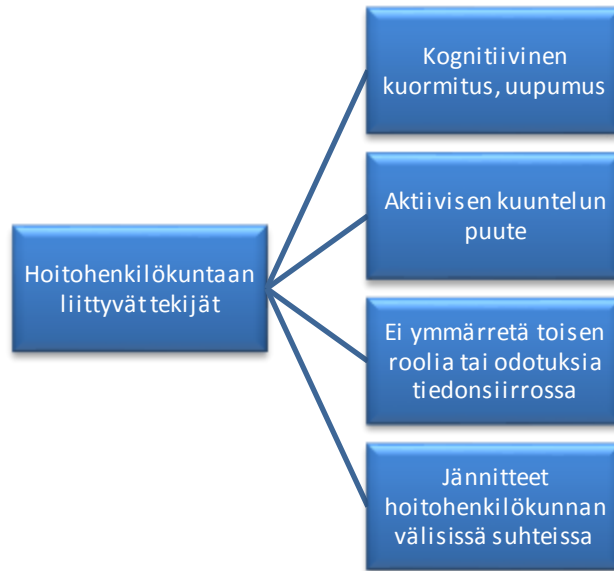 Kognitiivinen
kuormitus, uupumus
Aktiivisen kuuntelun
puute
Hoitohenkilökuntaan
liittyvät tekijät
Ei ymmärretä toisen
roolia tai odotuksia
tiedonsiirrossa
Jännitteet
hoitohenkilökunnan
välisissä suhteissa